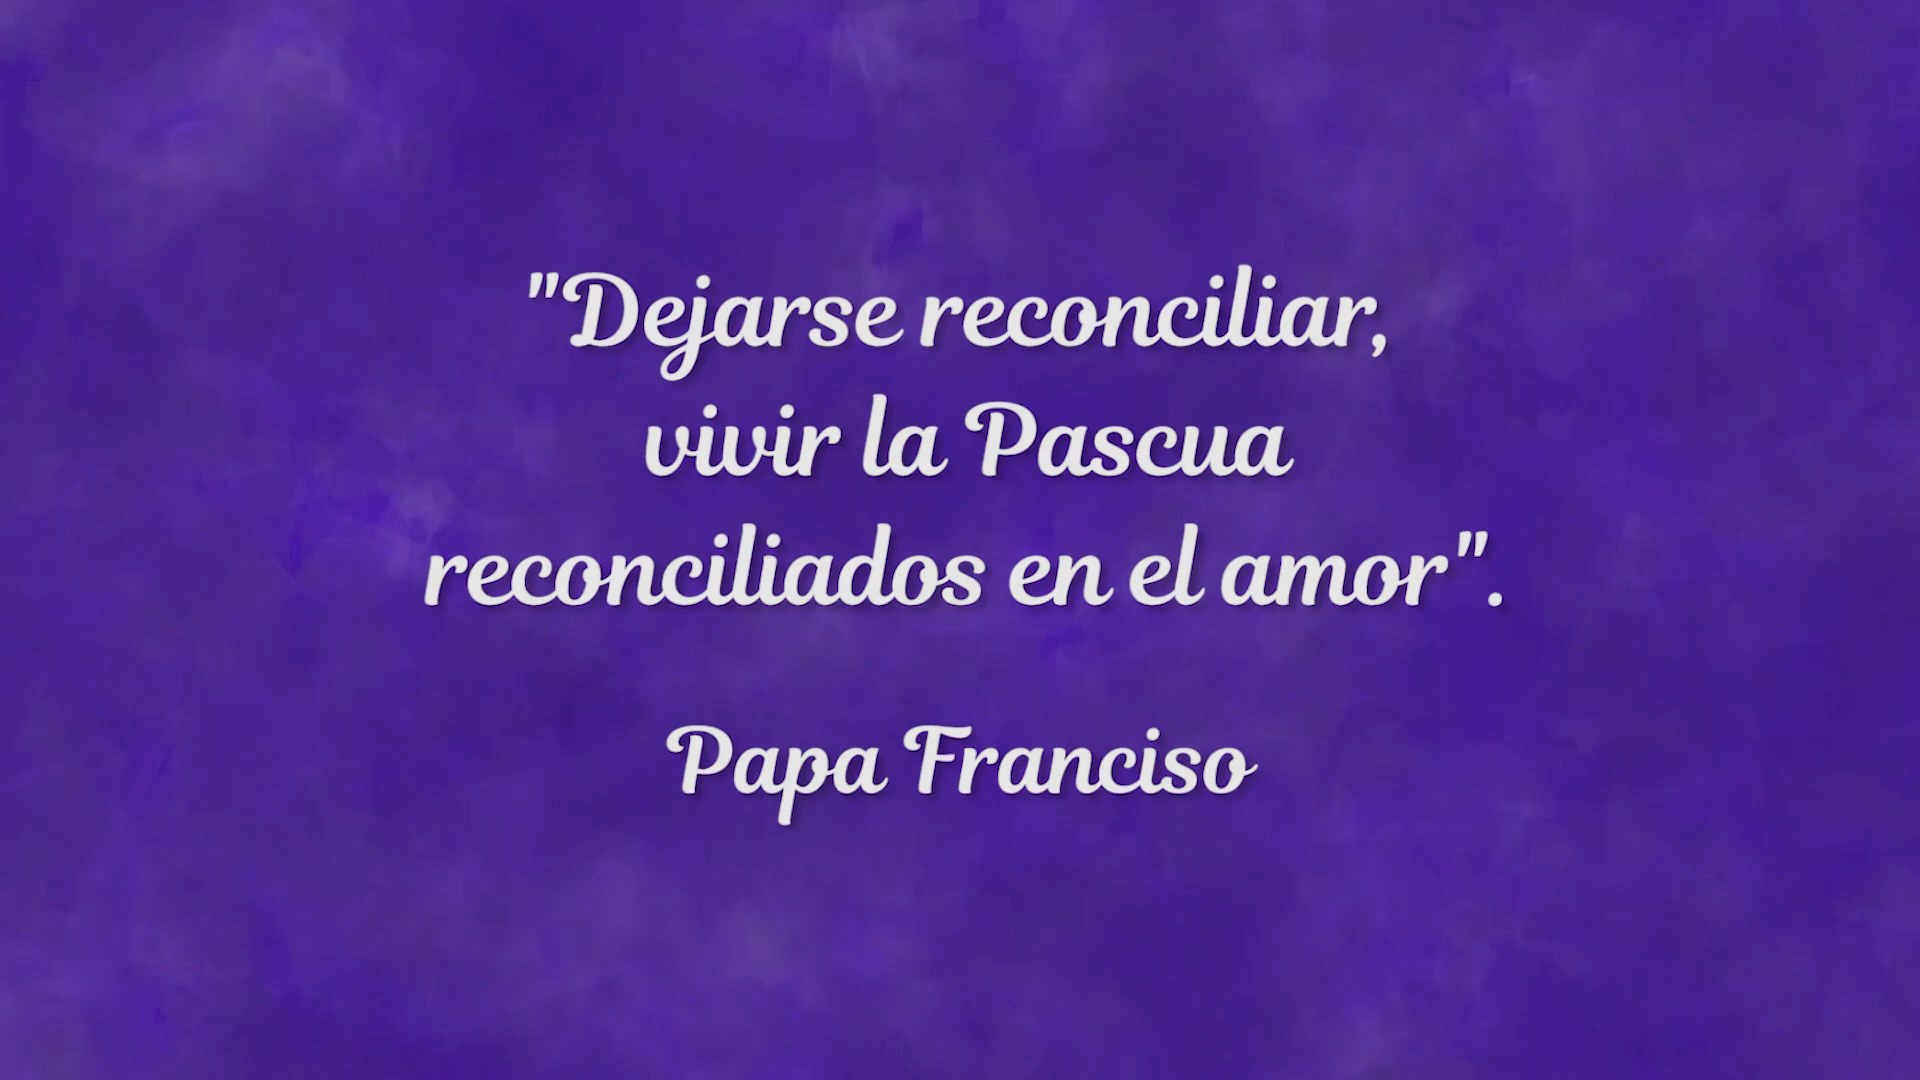 "Dejarse reconciliar,
vivir la Pascua
reconciliados en el amor".
Papa Franciso